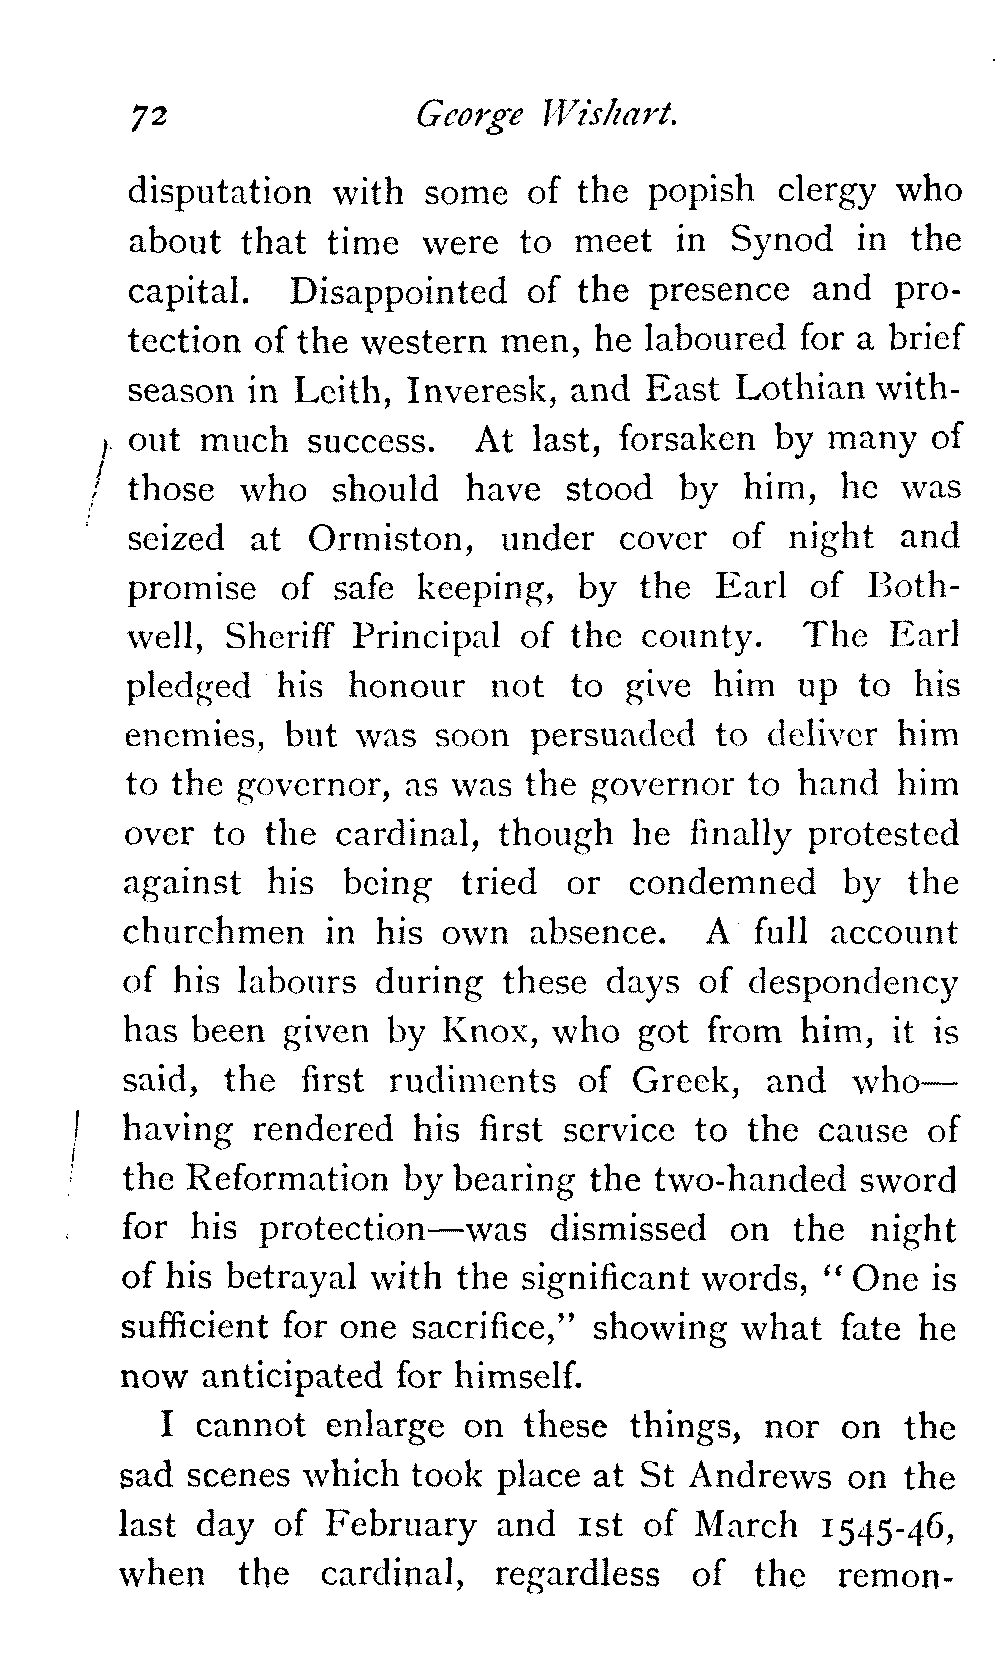 72 George Wishart.
disputation with some of the popish clergy who
about that time were to meet in Synod in the
capital. Disappointed of the presence and pro-
tection of the western men, he laboured for a brief
season in Leith, Inveresk, and East Lothian with-
out much success. At last, forsaken by many of
those who should have stood by him, he was
seized at Ormiston, under cover of night and
promise of safe keeping, by the Earl of Both-
well, Sheriff Principal of the county. The Earl
pledged his honour not to give him up to his
enemies, but was soon persuaded to deliver him
to the governor, as was the governor to hand him
over to the cardinal, though he finally protested
against his being tried or condemned by the
churchmen in his own absence. A full account
of his labours during these days of despondency
has been given by Knox, who got from him, it is
said, the first rudiments of Greek, and who—
having rendered his first service to the cause of
the Reformation by bearing the two-handed sword
for his protection—was dismissed on the night
of his betrayal with the significant words, “ One is
sufficient for one sacrifice,” showing what fate he
now anticipated for himself.
I cannot enlarge on these things, nor on the
sad scenes which took place at St Andrews on the
last day of February and 1st of March 1545-46,
when the cardinal, regardless of the remon-